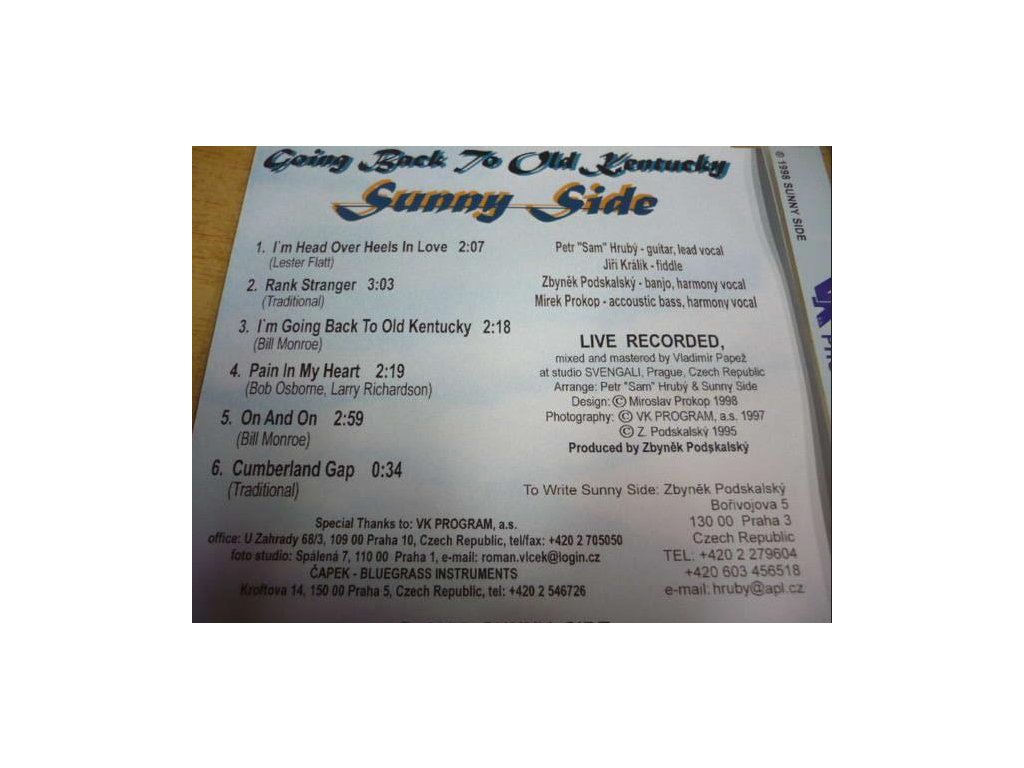 Going Back To Old Kentucky
Sunny Side
1. I'm Head Over Heels In Love 2:07
(Lester Flatt)
2. Rank Stranger 3:03
(Traditional)
3. I'm Going Back To Old Kentucky 2:18
(Bill Monroe)
4. Pain In My Heart 2:19
(Bob Osborne, Larry Richardson)
5. On And On 2:59
(Bill Monroe)
6. Cumberland Gap 0:34
(Traditional)
Petr "Sam" Hrubý - guitar, lead vocal
Jiří Králík - fiddle
Zbyněk Podskalský - banjo, harmony vocal
Mirek Prokop - accoustic bass, harmony vocal
LIVE RECORDED,
mixed and mastered by Vladimír Papež
at studio SVENGALI, Prague, Czech Republic
Arrange: Petr "Sam" Hrubý & Sunny Side
Design: © Miroslav Prokop 1998
Photography: © VK PROGRAM, a.s. 1997
© Z. Podskalský 1995
Produced by Zbyněk Podskalský
To Write Sunny Side: Zbyněk Podskalský
Bořivojova 5
130 00 Praha 3
Czech Republic
TEL: +420 2 279604
+420 603 456518
e-mail: hruby@apl.cz
Special Thanks to: VK PROGRAM, a.s.
office: U Zahrady 68/3, 109 00 Praha 10, Czech Republic, tel/fax: +420 2 705050
foto studio: Spálená 7, 110 00 Praha 1, e-mail: roman.vlcek@login.cz
ČAPEK - BLUEGRASS INSTRUMENTS
Kroftova 14, 150 00 Praha 5, Czech Republic, tel: +420 2 546726
© 1998 SUNNY SIDE
VK